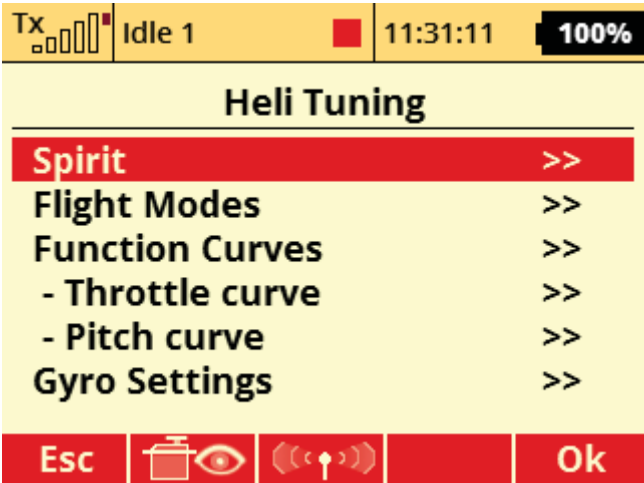 Tx Idle 1 11:31:11 100%
Heli Tuning
Spirit >>
Flight Modes >>
Function Curves >>
- Throttle curve >>
- Pitch curve >>
Gyro Settings >>
Esc Ok